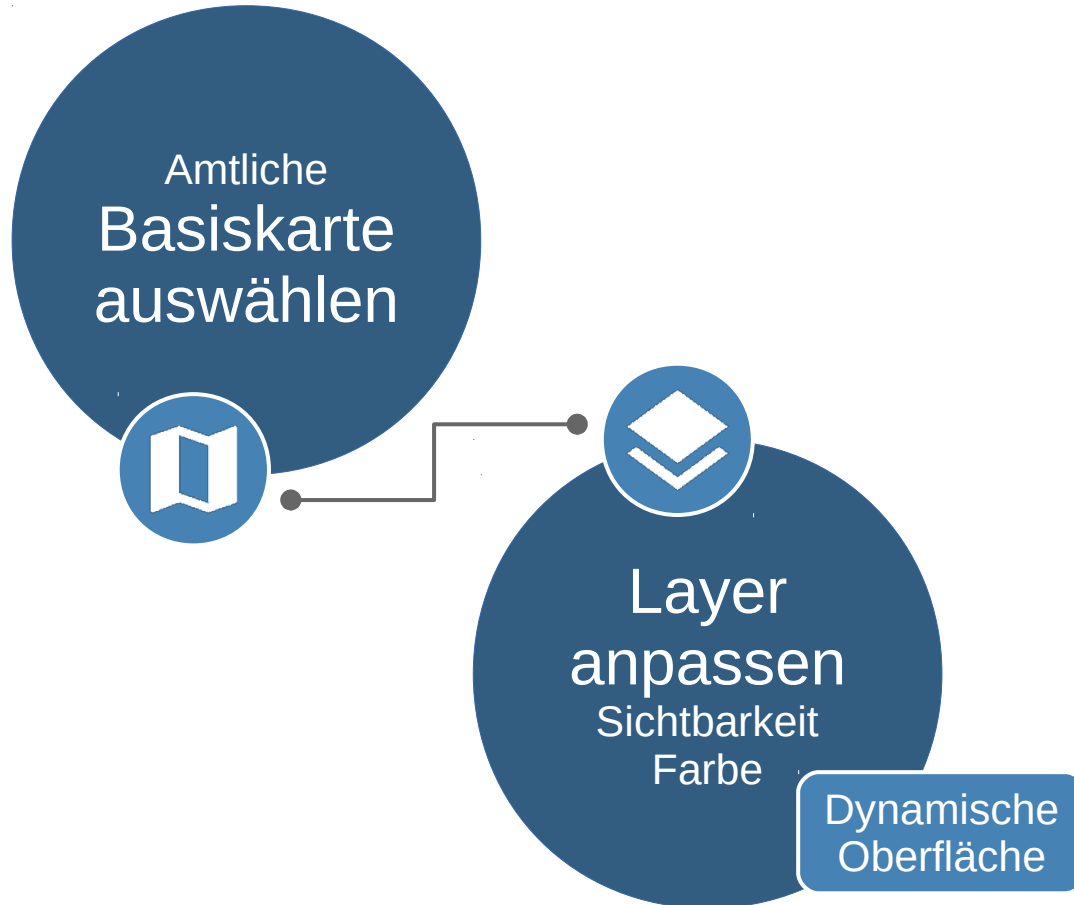 Amtliche
Basiskarte
auswählen
Layer
anpassen
Sichtbarkeit
Farbe
Dynamische
Oberfläche